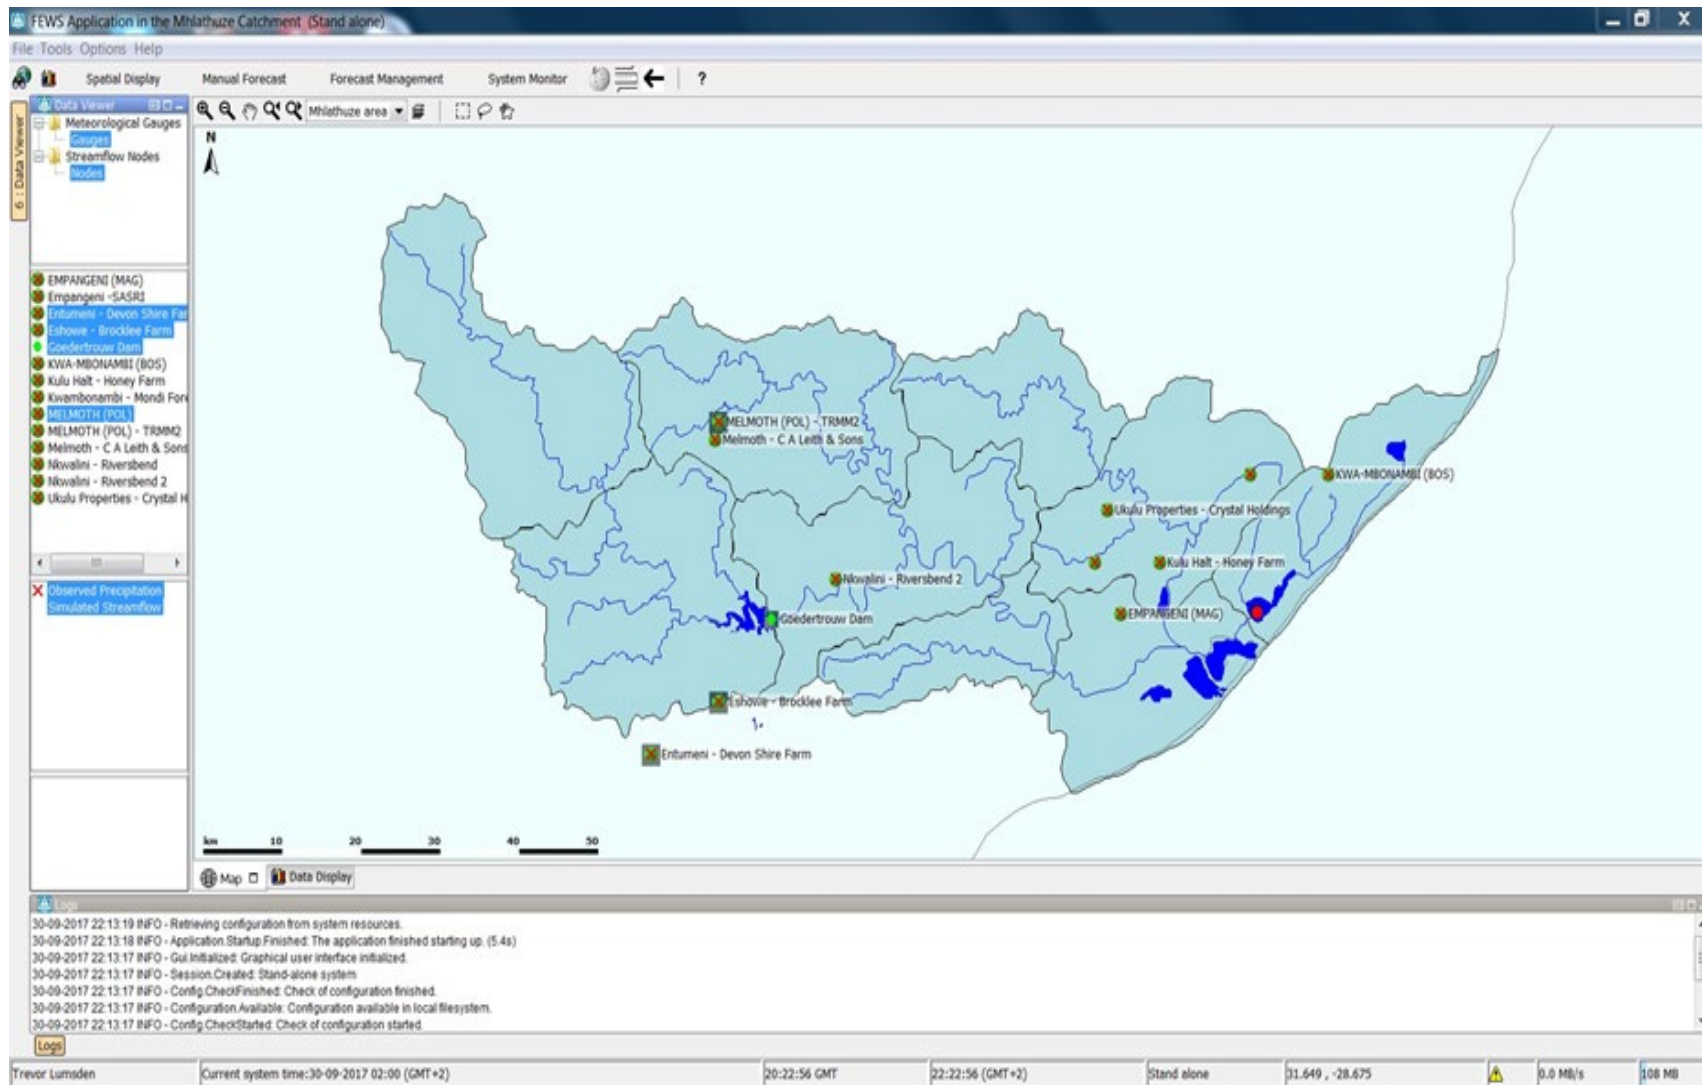 FEWS Application in the Mhlathuze Catchment (Stand alone)
File Tools Options Help
Spatial Display Manual Forecast Forecast Management System Monitor ?
6 : Data Viewer
Data Viewer
Mhlathuze area
Meteorological Gauges
Gauges
Streamflow Nodes
Nodes
EMPANGENI (MAG)
Empangeni -SASRI
Entumeni - Devon Shire Far
Eshowe - Brocklee Farm
Goedertrouw Dam
KWA-MBONAMBI (BOS)
Kulu Halt - Honey Farm
Kwambonambi - Mondi Fore
MELMOTH (POL)
MELMOTH (POL) - TRMM2
Melmoth - C A Leith & Sons
Nkwalini - Riversbend
Nkwalini - Riversbend 2
Ukulu Properties - Crystal H
Observed Precipitation
Simulated Streamflow
N
MELMOTH (POL) - TRMM2
Melmoth - C A Leith & Sons
KWA-MBONAMBI (BOS)
Ukulu Properties - Crystal Holdings
Kulu Halt - Honey Farm
Nkwalini - Riversbend 2
EMPANGENI (MAG)
Goedertrouw Dam
Eshowe - Brocklee Farm
Entumeni - Devon Shire Farm
km 10 20 30 40 50
Map Data Display
Logs
30-09-2017 22:13:19 INFO - Retrieving configuration from system resources.
30-09-2017 22:13:18 INFO - Application.Startup.Finished: The application finished starting up. (5.4s)
30-09-2017 22:13:17 INFO - Gui.Initialized: Graphical user interface initialized.
30-09-2017 22:13:17 INFO - Session.Created: Stand-alone system
30-09-2017 22:13:17 INFO - Config.CheckFinished: Check of configuration finished.
30-09-2017 22:13:17 INFO - Configuration.Available: Configuration available in local filesystem.
30-09-2017 22:13:17 INFO - Config.CheckStarted: Check of configuration started
Logs
Trevor Lumsden Current system time:30-09-2017 02:00 (GMT+2) 20:22:56 GMT 22:22:56 (GMT+2) Stand alone 31.649 , -28.675 0.0 MB/s 108 MB